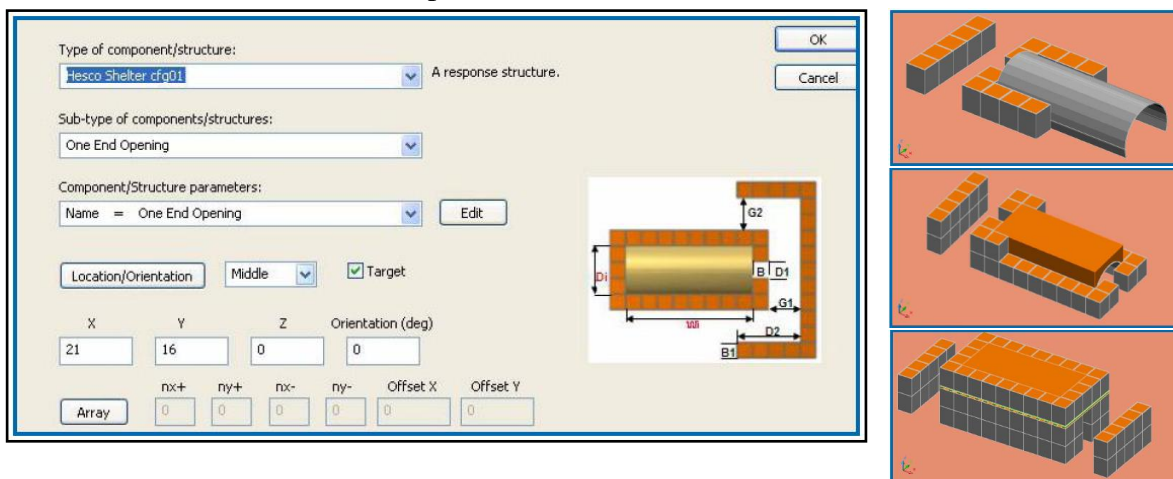 Type of component/structure:
Hesco Shelter cfg01
A response structure.
OK
Cancel
Sub-type of components/structures:
One End Opening
Component/Structure parameters:
Name = One End Opening
Edit
Location/Orientation
Middle
Target
X Y Z Orientation (deg)
21 16 0 0
nx+ ny+ nx- ny- Offset X Offset Y
Array
0 0 0 0 0 0
G2
Di
B D1
G1
D2
B1